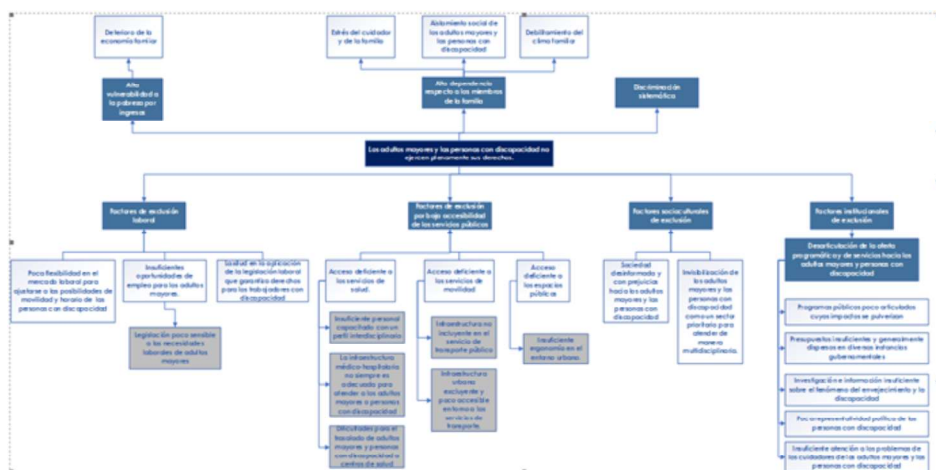 Deterioro de la
economía familiar
Estrés del cuidador
y de la familia
Aislamiento social de
los adultos mayores y
las personas con
discapacidad
Debilitamiento del
clima familiar
Alta
vulnerabilidad a
la pobreza por
ingresos
Alta dependencia
respecto a los miembros
de la familia
Discriminación
sistemática
Los adultos mayores y las personas con discapacidad no
ejercen plenamente sus derechos.
Factores de exclusión
laboral
Factores de exclusión
por baja accesibilidad
de los servicios públicos
Factores socioculturales
de exclusión
Factores institucionales
de exclusión
Desarticulación de la oferta
programática y de servicios hacia los
adultos mayores y personas con
discapacidad
Poca flexibilidad en el
mercado laboral para
ajustarse a las posibilidades de
movilidad y horario de las
personas con discapacidad
Insuficientes
oportunidades de
empleo para los adultos
mayores.
en la aplicación
de la legislación laboral
que garantiza derechos
para los trabajadores con
discapacidad
Acceso deficiente a
los servicios de
salud.
Acceso deficiente a
los servicios de
movilidad
Acceso
deficiente a
los espacios
públicos
Sociedad
desinformada y
con prejuicios
hacia los adultos
mayores y las
personas con
discapacidad
Invisibilización de
los adultos
mayores y las
personas con
discapacidad
como un sector
prioritario para
atender de
manera
multidisciplinaria.
Legislación poco sensible
a las necesidades
laborales de adultos
mayores
Insuficiente personal
capacitado con un
perfil interdisciplinario
La infraestructura
médico-hospitalaria
no siempre es
adecuada para
atender a los adultos
mayores o personas
con discapacidad
Dificultades para el
traslado de adultos
mayores y personas
con discapacidad a
centros de salud
Infraestructura no
incluyente en el
servicio de
transporte público
Infraestructura
urbana
excluyente y
poco accesible
en torno a los
servicios de
transporte.
Insuficiente
ergonomía en el
entorno urbano.
Programas públicos poco articulados
cuyos impactos se pulverizan
Presupuestos insuficientes y generalmente
dispersos en diversas instancias
gubernamentales
Investigación e información insuficiente
sobre el fenómeno del envejecimiento y la
discapacidad
Poca representatividad política de las
personas con discapacidad
Insuficiente atención a los problemas de
los cuidadores de los adultos mayores y las
personas con discapacidad